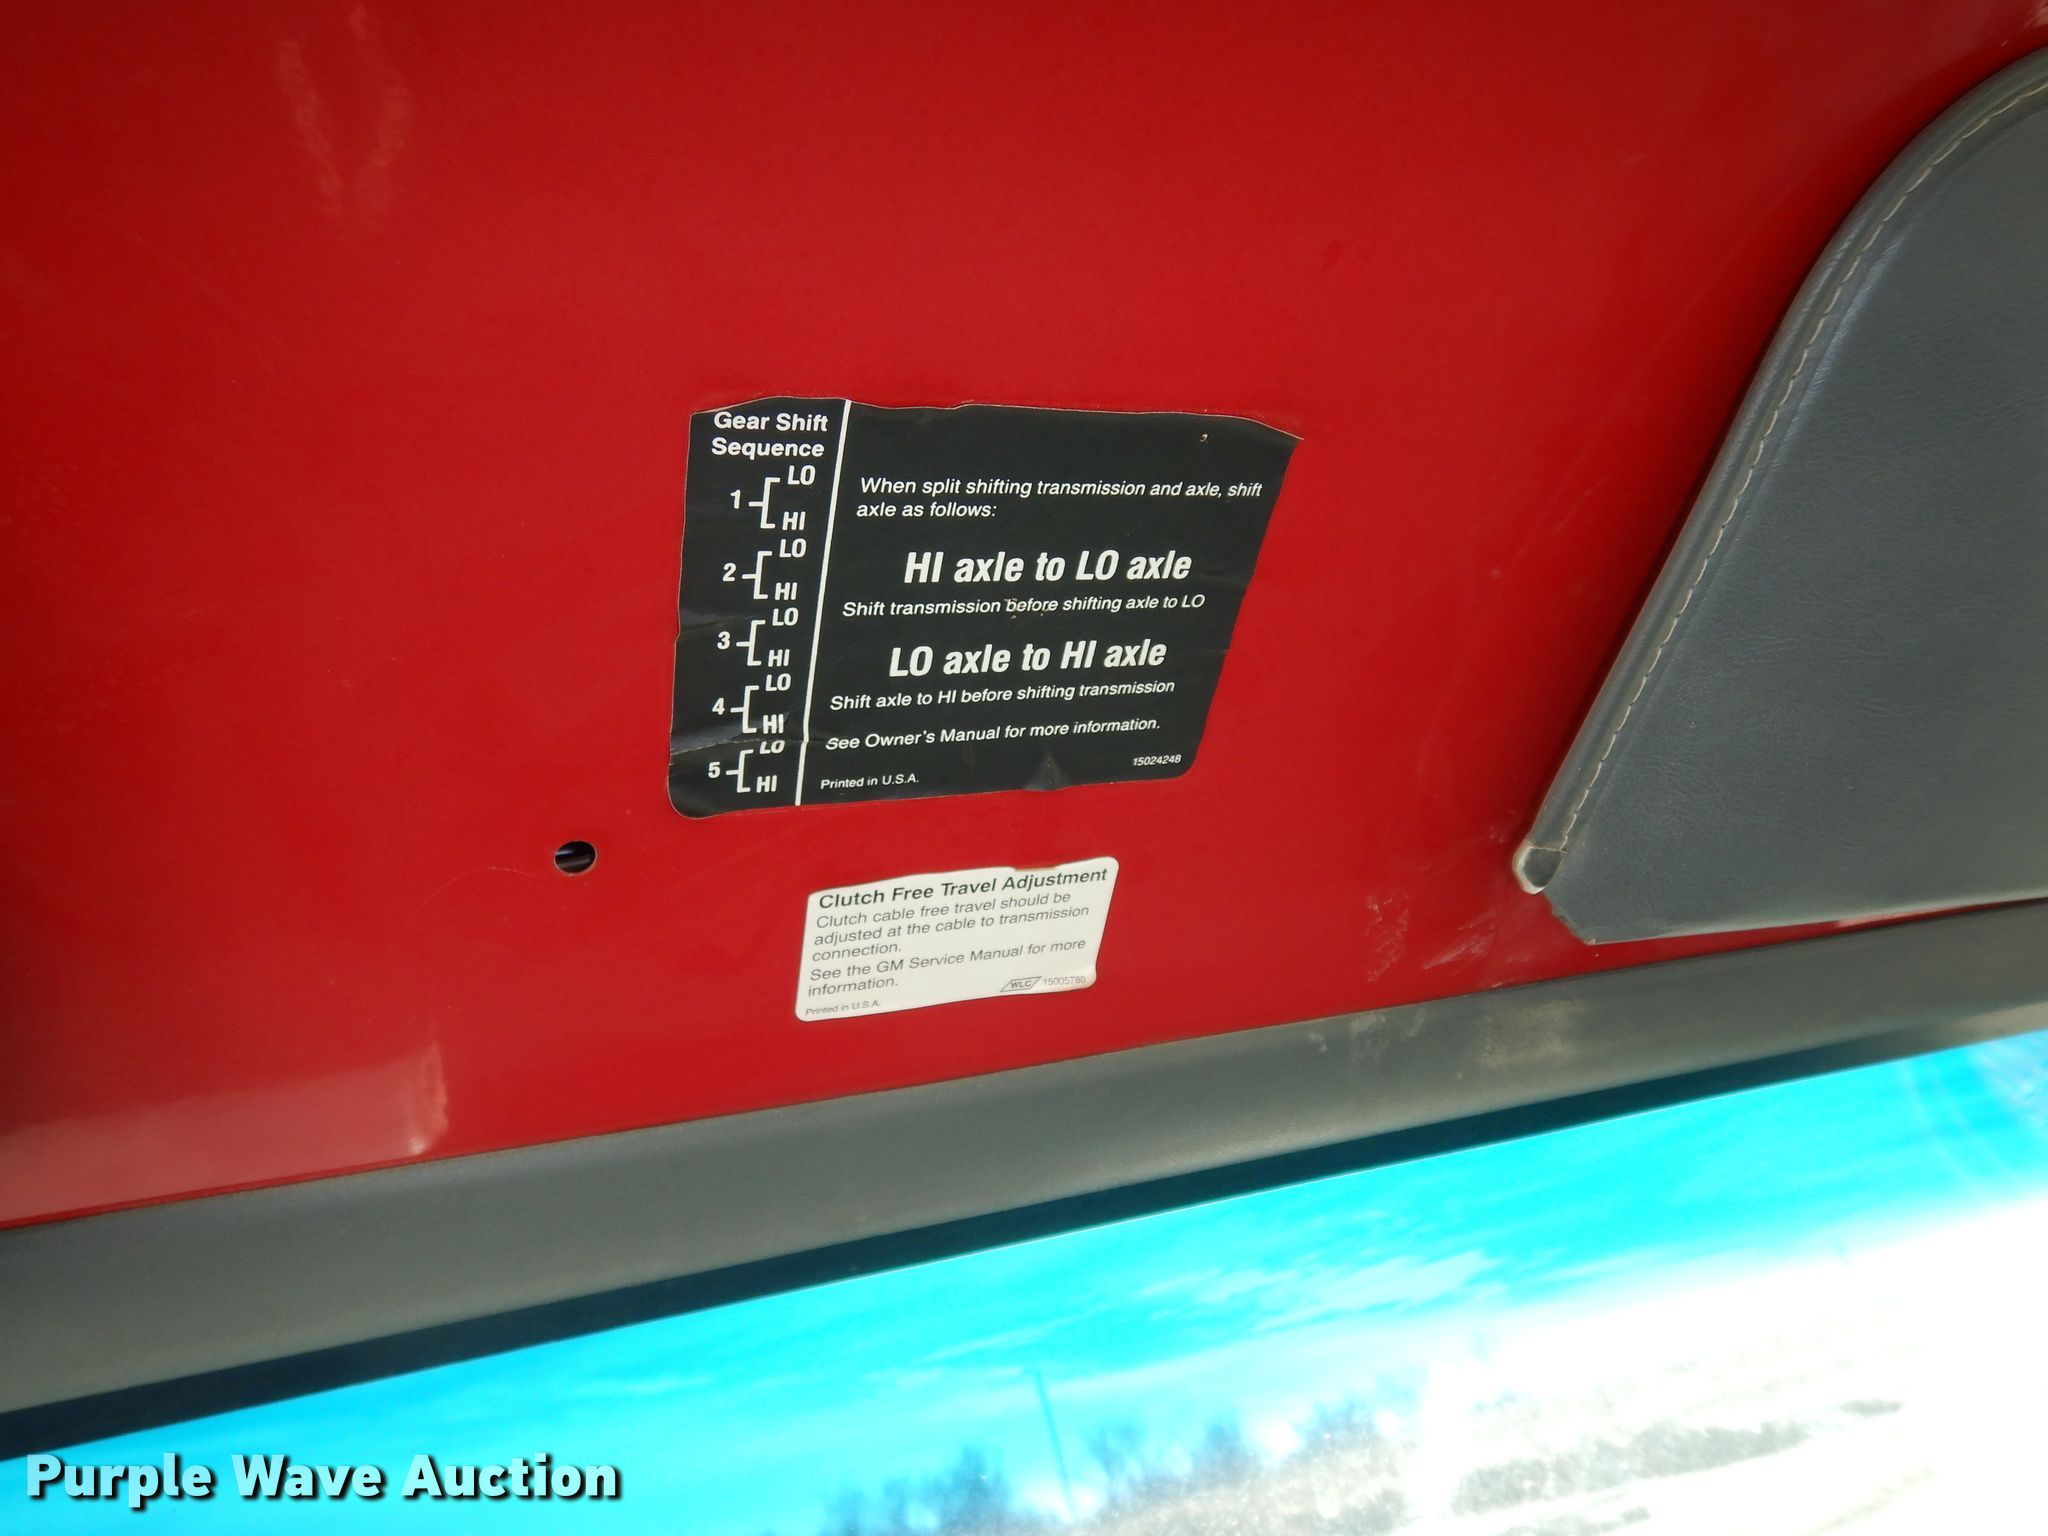 Gear Shift
Sequence
1 LO
HI
2 LO
HI
3 LO
HI
4 LO
HI
5 LO
HI
When split shifting transmission and axle, shift
axle as follows:
HI axle to LO axle
Shift transmission before shifting axle to LO
LO axle to HI axle
Shift axle to HI before shifting transmission
See Owner's Manual for more information.
15024248
Printed in U.S.A.
Clutch Free Travel Adjustment
Clutch cable free travel should be
adjusted at the cable to transmission
connection.
See the GM Service Manual for more
information.
WLC 15005780
Printed in U.S.A.
Purple Wave Auction